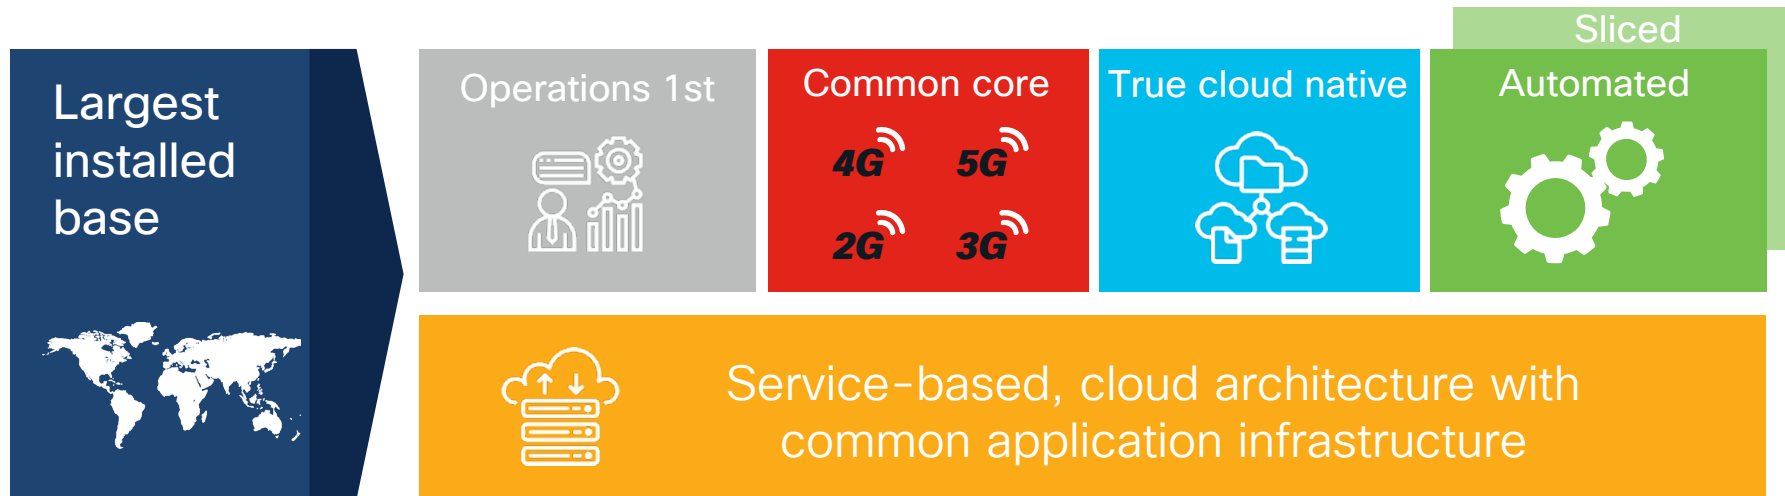 Largest
installed
base
Operations 1st
Common core
4G
5G
2G
3G
True cloud native
Sliced
Automated
Service-based, cloud architecture with
common application infrastructure